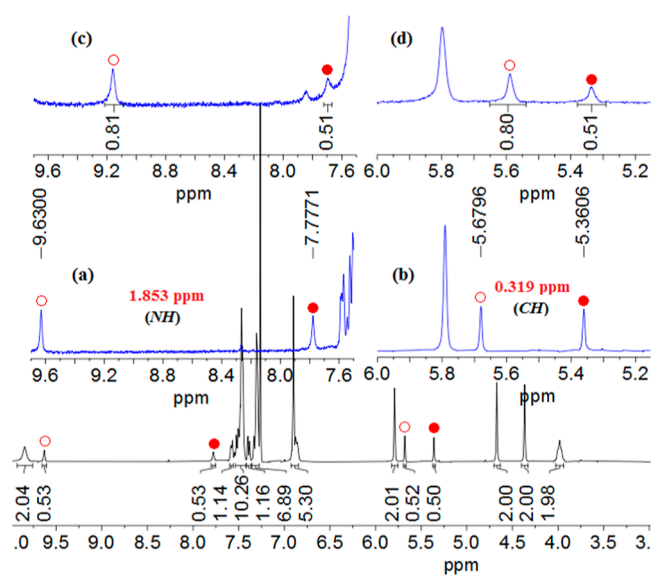 (c)
(d)
0.81
0.51
0.80
0.51
9.6 9.2 8.8 8.4 8.0 7.6
6.0 5.8 5.6 5.4 5.2
ppm
ppm
9.6300
7.7771
5.6796
5.3606
(a)
1.853 ppm
(NH)
(b)
0.319 ppm
(CH)
9.6 9.2 8.8 8.4 8.0 7.6
6.0 5.8 5.6 5.4 5.2
ppm
2.04
0.53
0.53
1.14
10.26
1.16
6.89
5.30
2.01
0.52
0.50
2.00
2.00
1.98
.0 9.5 9.0 8.5 8.0 7.5 7.0 6.5 6.0 5.5 5.0 4.5 4.0 3.5 3.
ppm